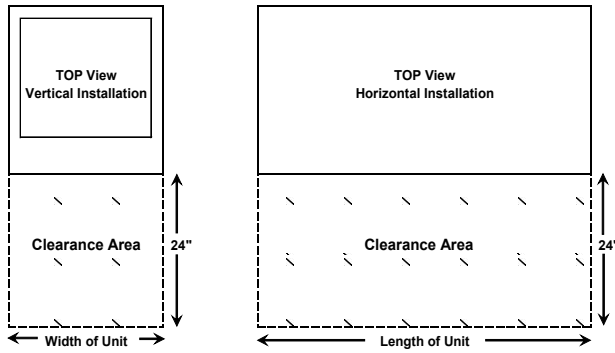 TOP View
Vertical Installation
TOP View
Horizontal Installation
Clearance Area
24"
Clearance Area
24"
Width of Unit
Length of Unit